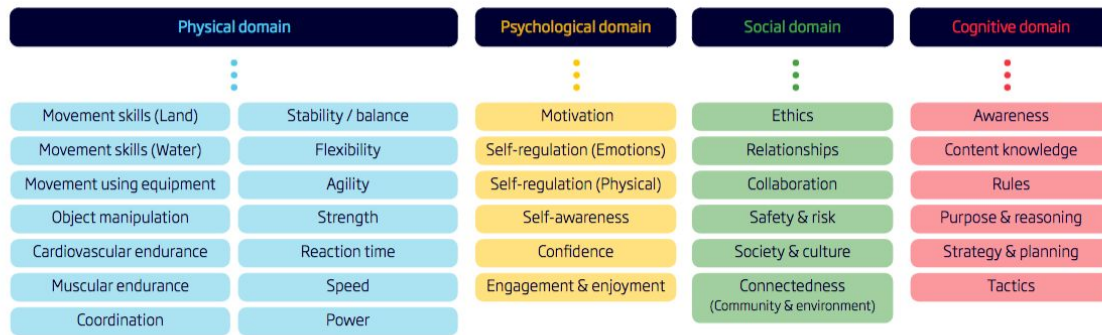 Physical domain
Movement skills (Land)
Movement skills (Water)
Movement using equipment
Object manipulation
Cardiovascular endurance
Muscular endurance
Coordination
Stability / balance
Flexibility
Agility
Strength
Reaction time
Speed
Power
Psychological domain
Motivation
Self-regulation (Emotions)
Self-regulation (Physical)
Self-awareness
Confidence
Engagement & enjoyment
Social domain
Ethics
Relationships
Collaboration
Safety & risk
Society & culture
Connectedness
(Community & environment)
Cognitive domain
Awareness
Content knowledge
Rules
Purpose & reasoning
Strategy & planning
Tactics